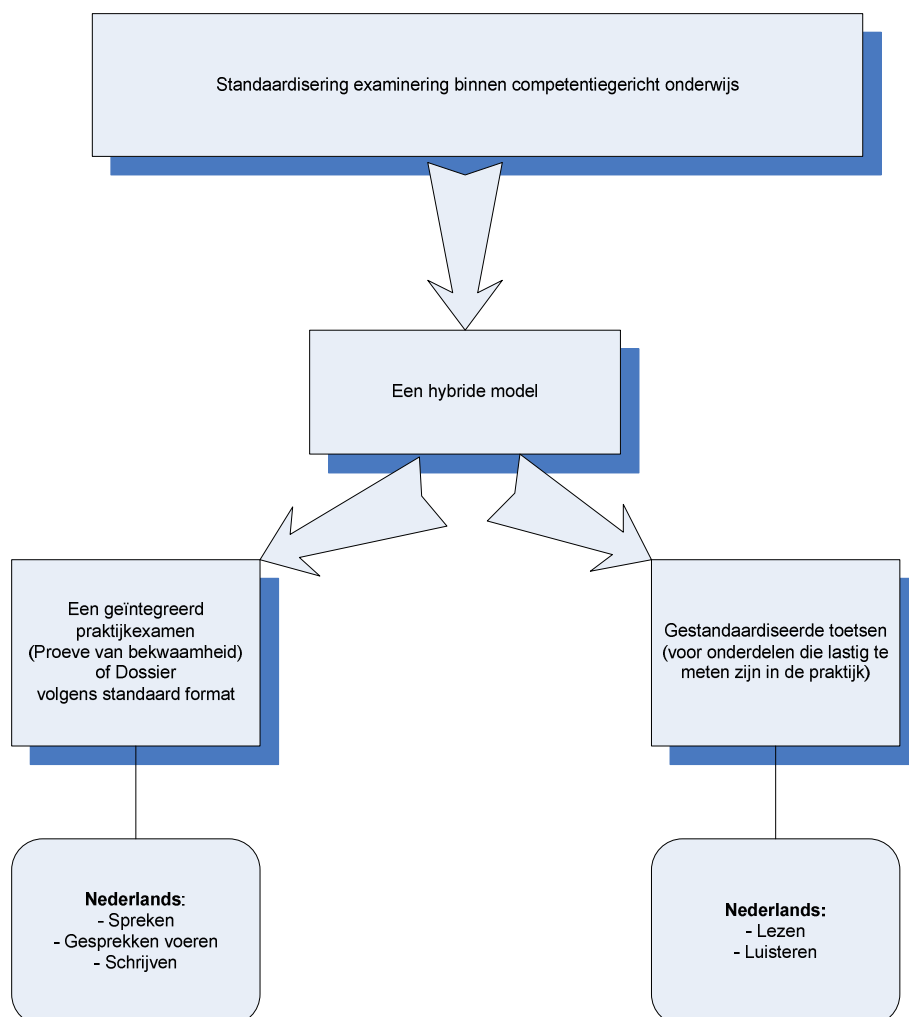 Standaardisering examinering binnen competentiegericht onderwijs
Een hybride model
Een geïntegreerd
praktijkexamen
(Proeve van bekwaamheid)
of Dossier
volgens standaard format
Gestandaardiseerde toetsen
(voor onderdelen die lastig te
meten zijn in de praktijk)
Nederlands:
- Spreken
- Gesprekken voeren
- Schrijven
Nederlands:
- Lezen
- Luisteren